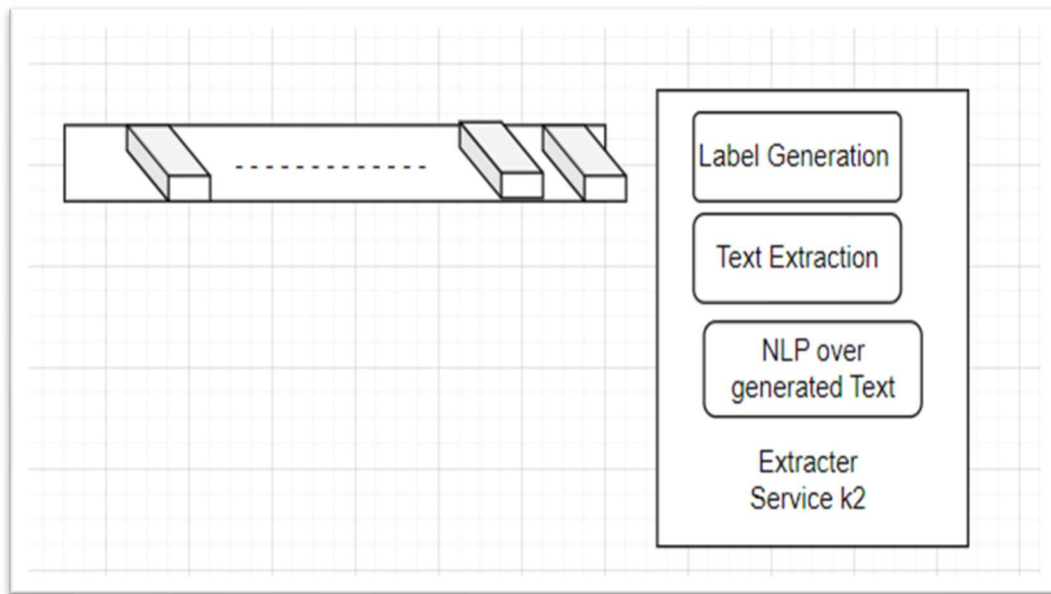 Label Generation
Text Extraction
NLP over
generated Text
Extracter
Service k2